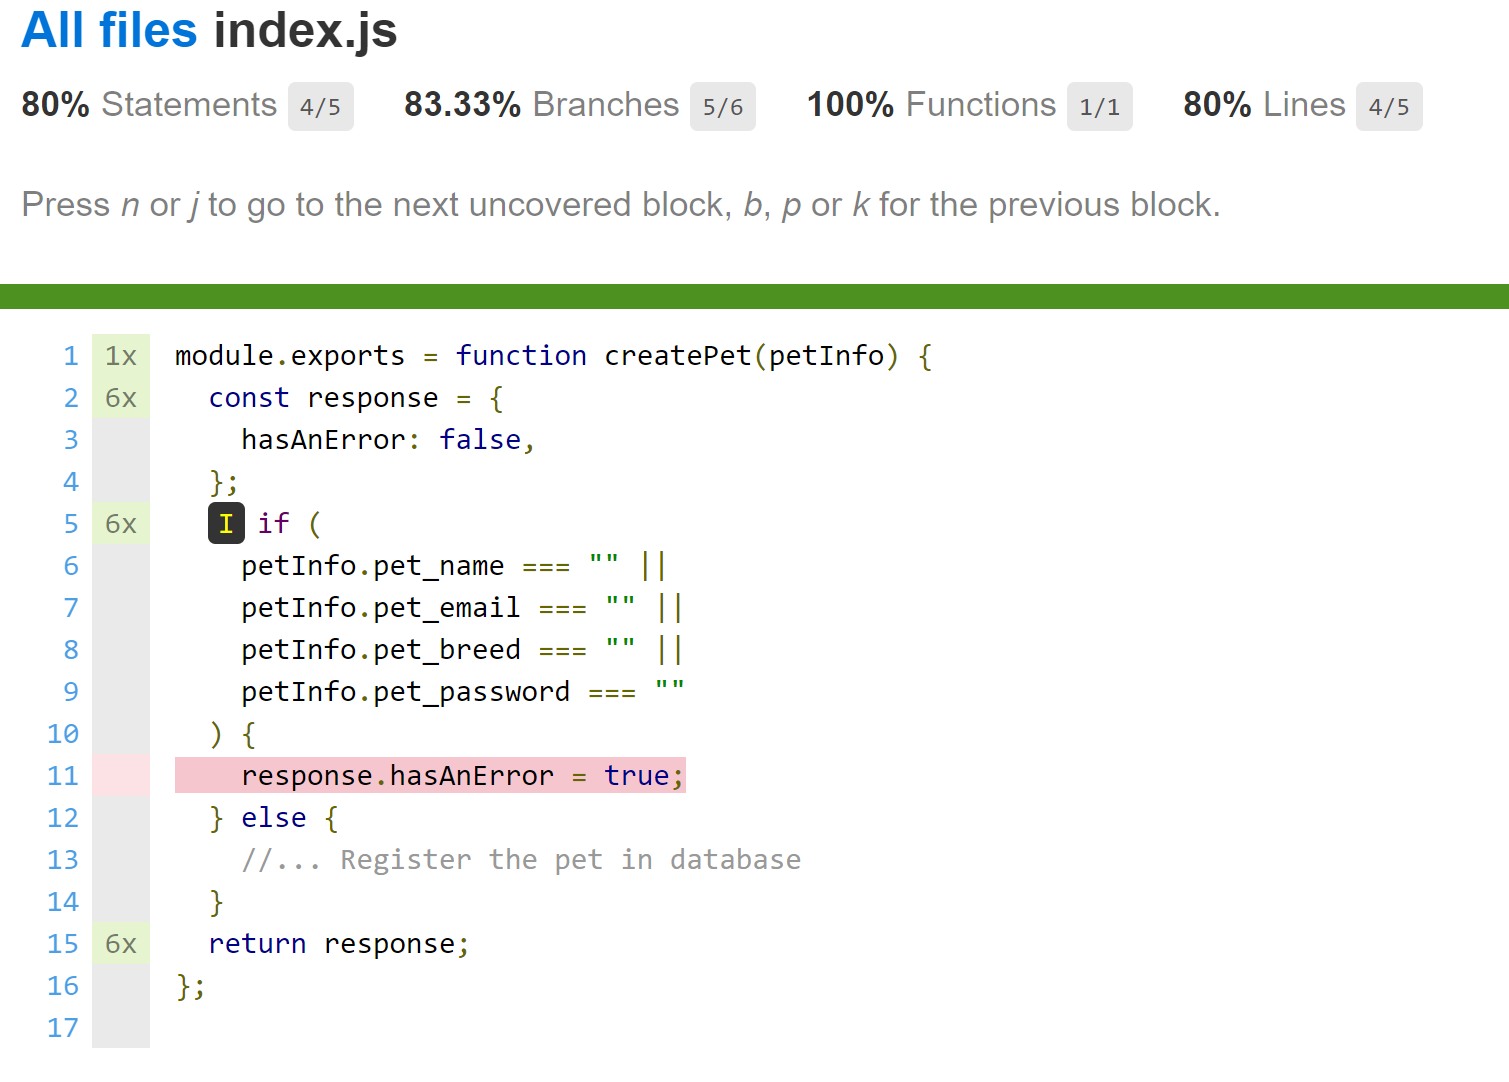 All files index.js
80% Statements 4/5 83.33% Branches 5/6 100% Functions 1/1 80% Lines 4/5
Press n or j to go to the next uncovered block, b, p or k for the previous block.
1 1x module.exports = function createPet(petInfo) {
2 6x const response = {
3 hasAnError: false,
4 };
5 6x I if (
6 petInfo.pet_name === "" ||
7 petInfo.pet_email === "" ||
8 petInfo.pet_breed === "" ||
9 petInfo.pet_password === ""
10 ) {
11 response.hasAnError = true;
12 } else {
13 //... Register the pet in database
14 }
15 6x return response;
16 };
17